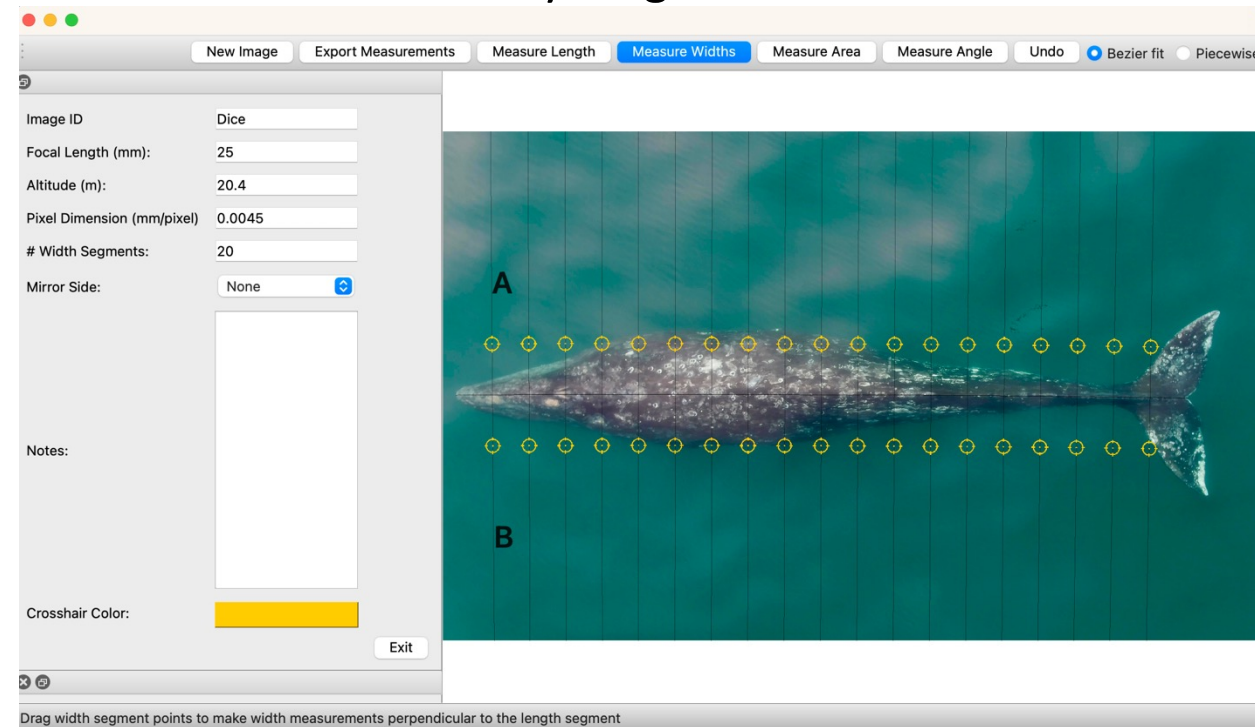 New Image Export Measurements Measure Length Measure Widths Measure Area Measure Angle Undo Bezier fit Piecewise
Image ID Dice
Focal Length (mm): 25
Altitude (m): 20.4
Pixel Dimension (mm/pixel) 0.0045
# Width Segments: 20
Mirror Side: None
A
Notes:
B
Crosshair Color:
Exit
Drag width segment points to make width measurements perpendicular to the length segment